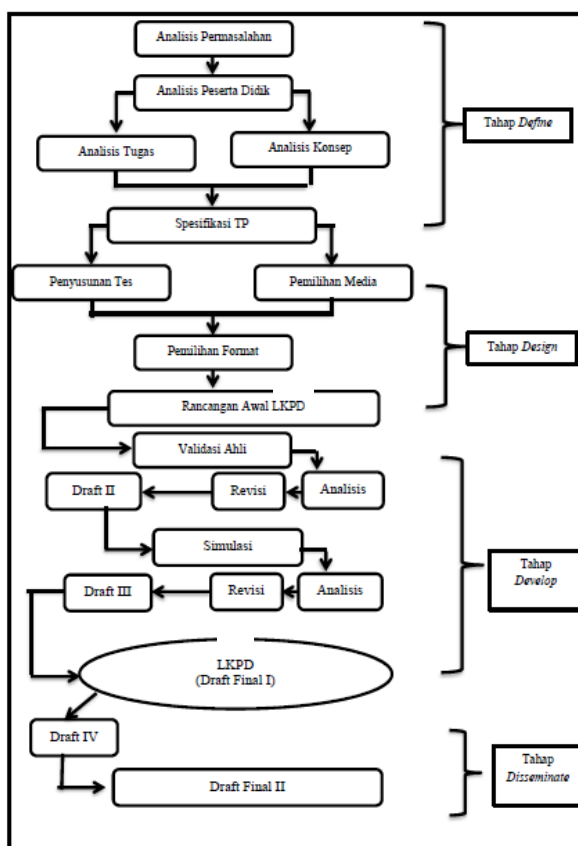 Analisis Permasalahan
Analisis Peserta Didik
Analisis Tugas
Analisis Konsep
Tahap Define
Spesifikasi TP
Penyusunan Tes
Pemilihan Media
Pemilihan Format
Tahap Design
Rancangan Awal LKPD
Validasi Ahli
Draft II
Revisi
Analisis
Simulasi
Draft III
Revisi
Analisis
Tahap
Develop
LKPD
(Draft Final I)
Draft IV
Draft Final II
Tahap
Disseminate